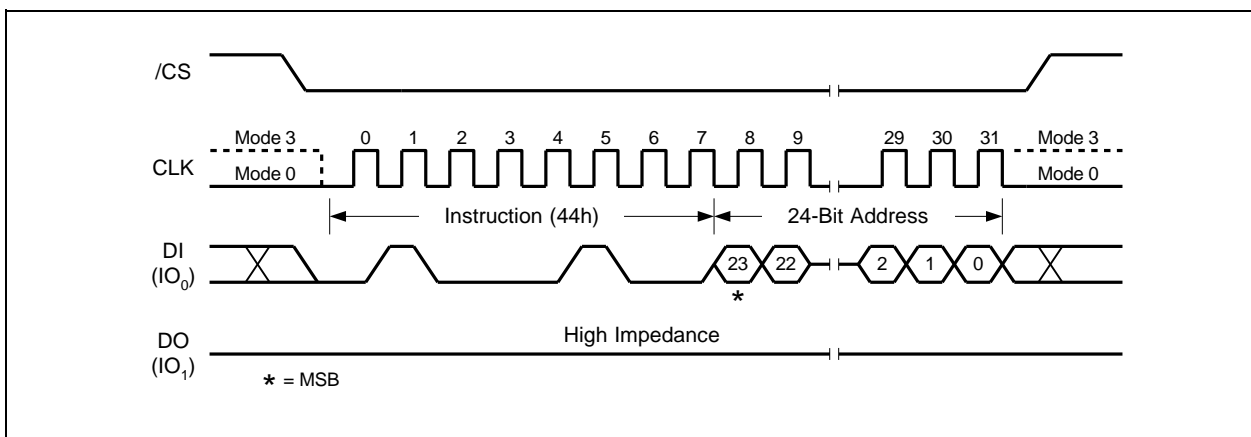 /CS
Mode 3 0 1 2 3 4 5 6 7 8 9 29 30 31 Mode 3
CLK
Mode 0 Mode 0
Instruction (44h) 24-Bit Address
DI
(IO0)
23 22 2 1 0
*
High Impedance
DO
(IO1)
* = MSB